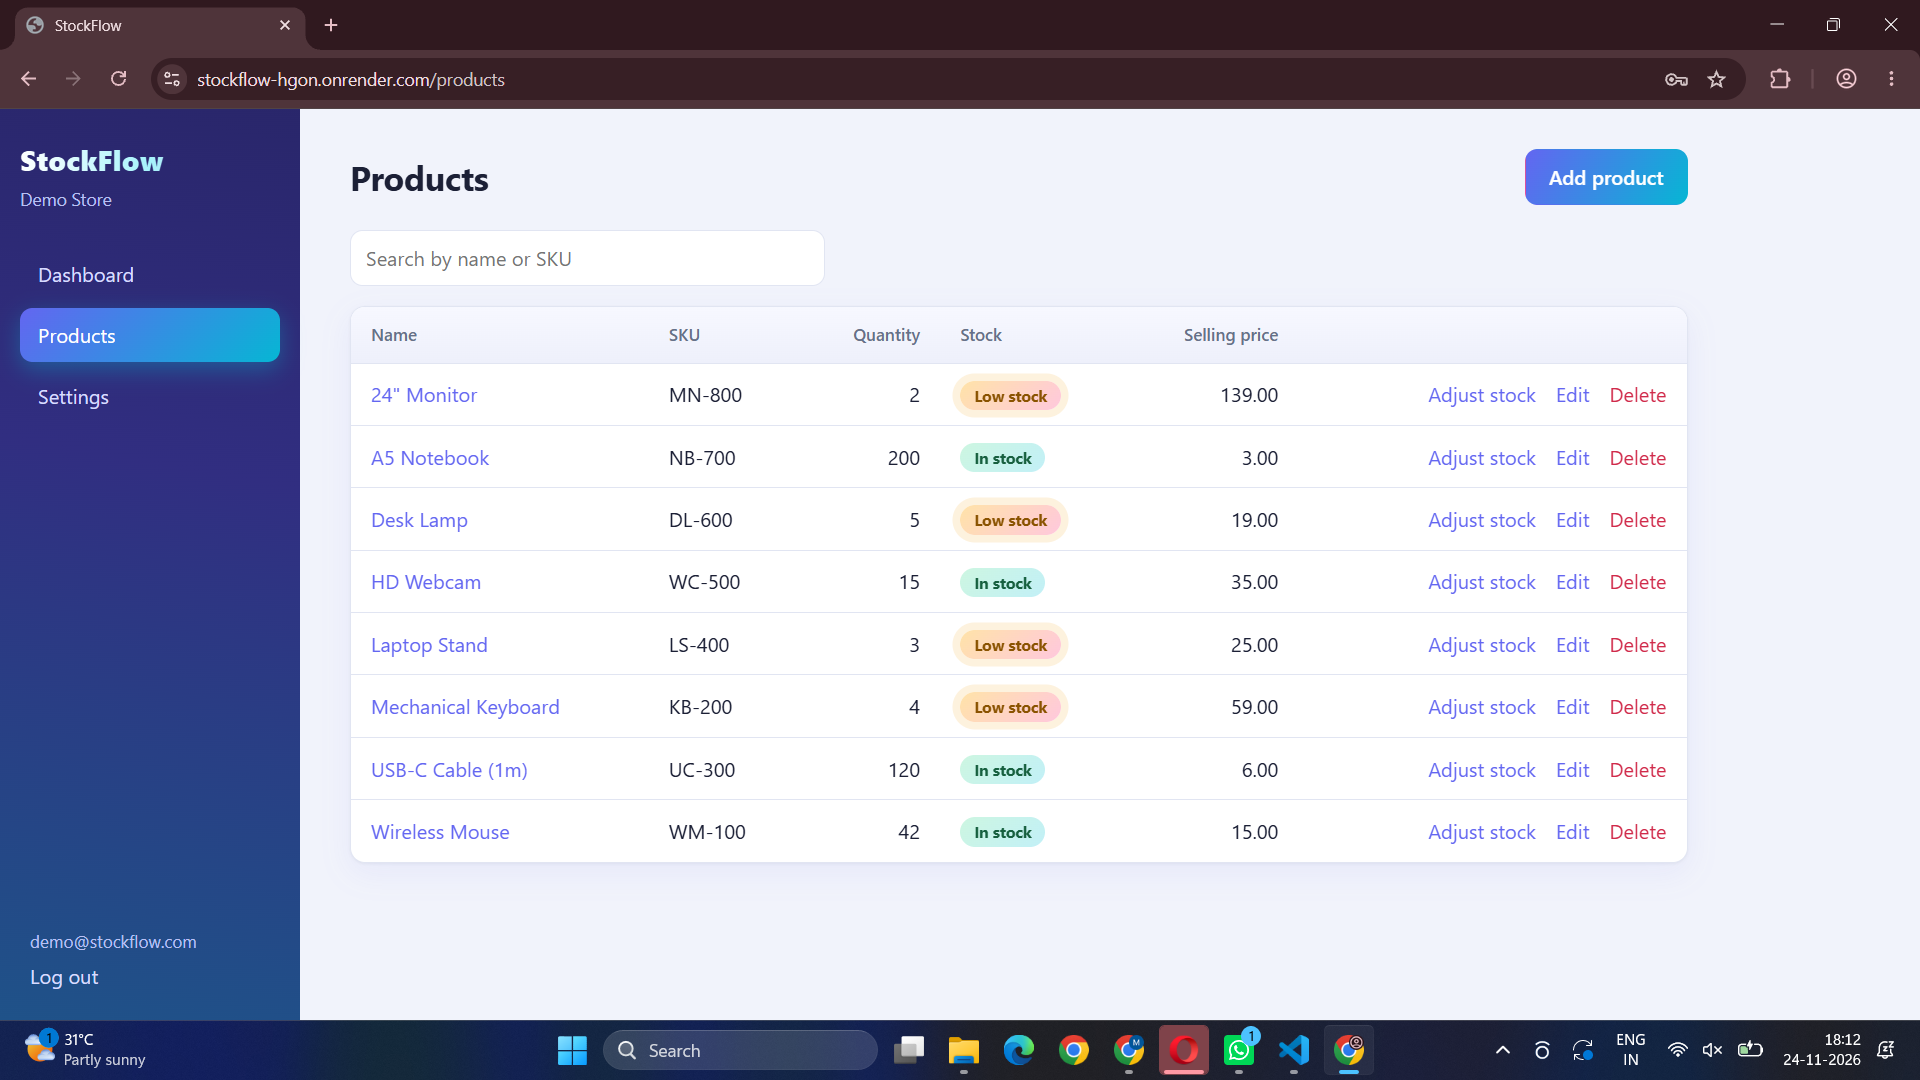 StockFlow
stockflow-hgon.onrender.com/products
StockFlow
Demo Store
Dashboard
Products
Settings
demo@stockflow.com
Log out
Products
Add product
Search by name or SKU
Name SKU Quantity Stock Selling price
24" Monitor MN-800 2 Low stock 139.00 Adjust stock Edit Delete
A5 Notebook NB-700 200 In stock 3.00 Adjust stock Edit Delete
Desk Lamp DL-600 5 Low stock 19.00 Adjust stock Edit Delete
HD Webcam WC-500 15 In stock 35.00 Adjust stock Edit Delete
Laptop Stand LS-400 3 Low stock 25.00 Adjust stock Edit Delete
Mechanical Keyboard KB-200 4 Low stock 59.00 Adjust stock Edit Delete
USB-C Cable (1m) UC-300 120 In stock 6.00 Adjust stock Edit Delete
Wireless Mouse WM-100 42 In stock 15.00 Adjust stock Edit Delete
1
31°C
Partly sunny
Search
M
1
ENG
IN
18:12
24-11-2026